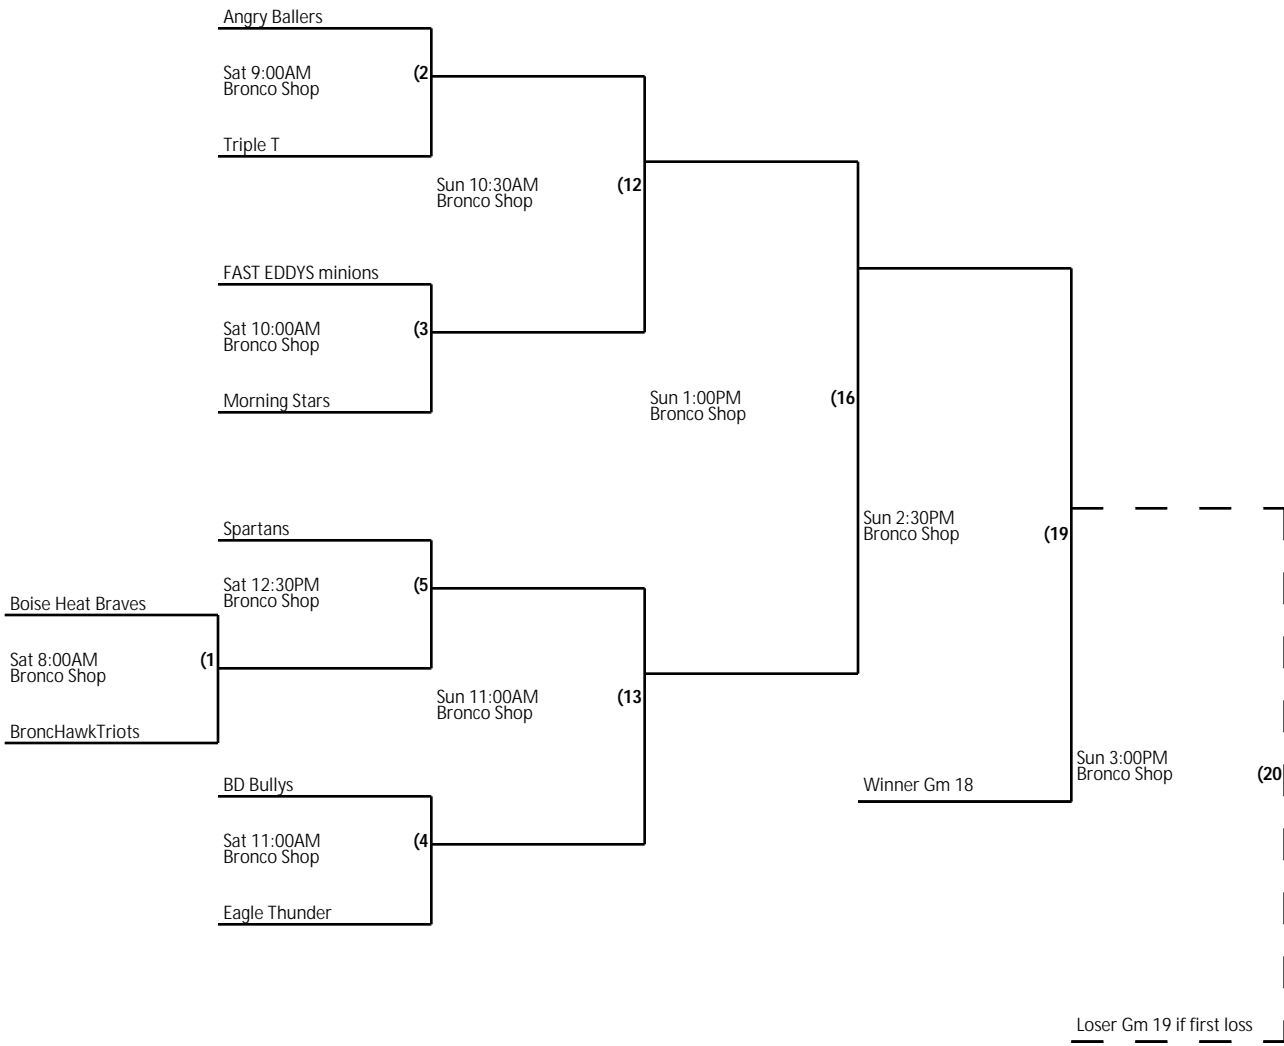 Angry Ballers
Sat 9:00AM
Bronco Shop
(2
Triple T
Sun 10:30AM
Bronco Shop
(12
FAST EDDYS minions
Sat 10:00AM
Bronco Shop
(3
Morning Stars
Sun 1:00PM
Bronco Shop
(16
Spartans
Sat 12:30PM
Bronco Shop
(5
Sun 2:30PM
Bronco Shop
(19
Boise Heat Braves
Sat 8:00AM
Bronco Shop
(1
BroncHawkTriots
Sun 11:00AM
Bronco Shop
(13
BD Bullys
Sat 11:00AM
Bronco Shop
(4
Eagle Thunder
Winner Gm 18
Sun 3:00PM
Bronco Shop
(20
Loser Gm 19 if first loss